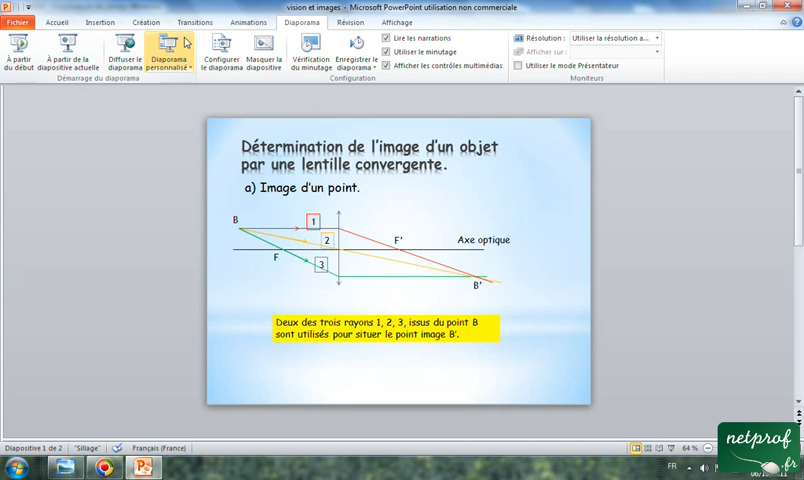 vision et images - Microsoft PowerPoint utilisation non commerciale
Fichier Accueil Insertion Création Transitions Animations Diaporama Révision Affichage
À partir du début
À partir de la diapositive actuelle
Diffuser le diaporama
Diaporama personnalisé
Configurer le diaporama
Masquer la diapositive
Vérification du minutage
Enregistrer le diaporama
Lire les narrations
Utiliser le minutage
Afficher les contrôles multimédias
Résolution : Utiliser la résolution a...
Afficher sur :
Utiliser le mode Présentateur
Démarrage du diaporama
Configuration
Moniteurs
Détermination de l'image d'un objet
par une lentille convergente.
a) Image d'un point.
B
1
2
F'
Axe optique
F
3
B'
Deux des trois rayons 1, 2, 3, issus du point B
sont utilisés pour situer le point image B'.
Diapositive 1 de 2 "Sillage" Français (France) 64 %
FR
netprof
.fr